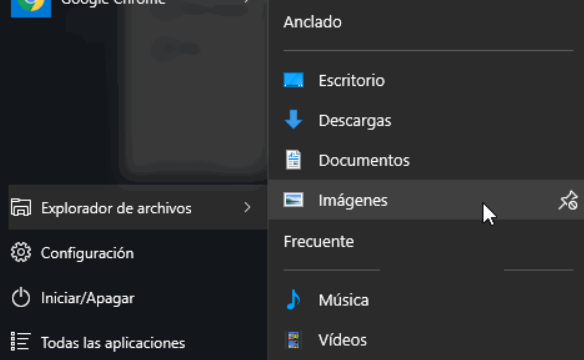 Google Chrome
Explorador de archivos
Configuración
Iniciar/Apagar
Todas las aplicaciones
Anclado
Escritorio
Descargas
Documentos
Imágenes
Frecuente
Música
Vídeos